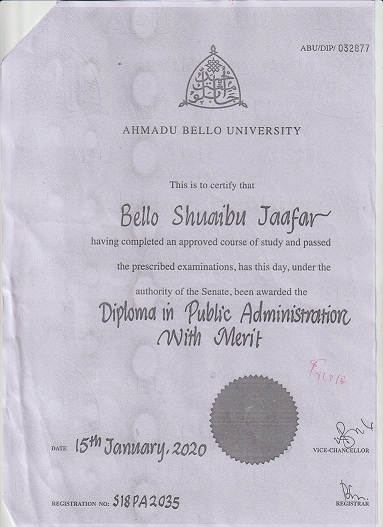 ABU/DIP/ 032877
AHMADU BELLO UNIVERSITY
This is to certify that
Bello Shuaibu Jaafar
having completed an approved course of study and passed
the prescribed examinations, has this day, under the
authority of the Senate, been awarded the
Diploma in Public Administration
With Merit
DATE 15th January, 2020
VICE-CHANCELLOR
REGISTRATION NO: S18PA2035
REGISTRAR